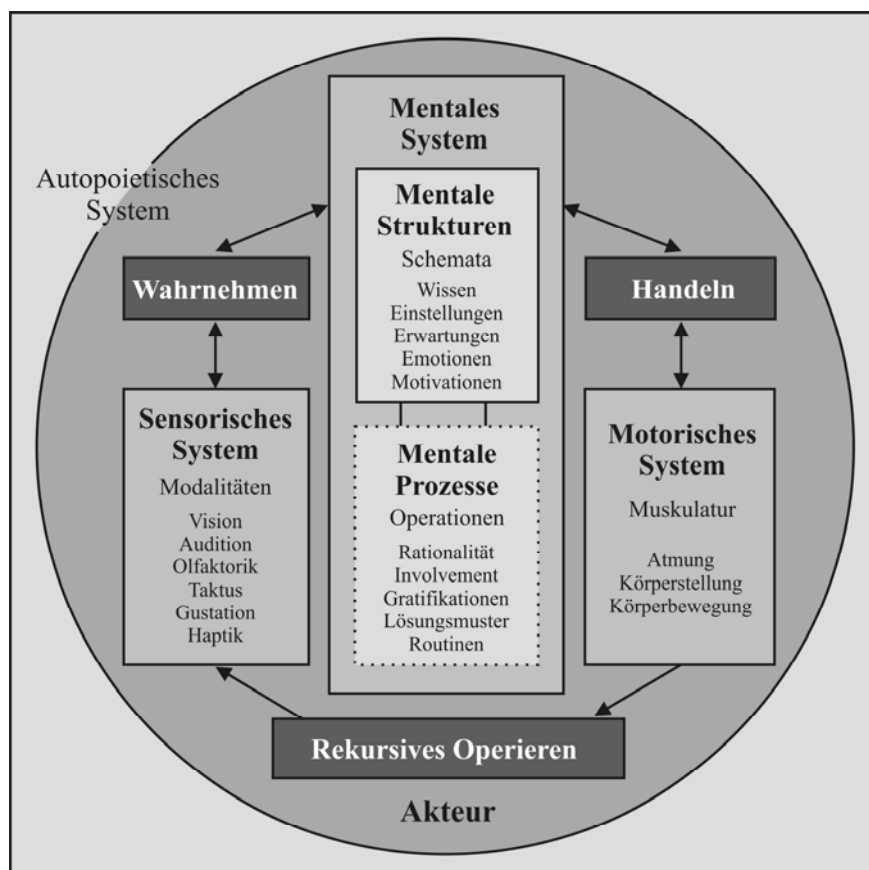 Autopoietisches
System
Mentales
System
Mentale
Strukturen
Schemata
Wissen
Einstellungen
Erwartungen
Emotionen
Motivationen
Mentale
Prozesse
Operationen
Rationalität
Involvement
Gratifikationen
Lösungsmuster
Routinen
Wahrnehmen
Sensorisches
System
Modalitäten
Vision
Audition
Olfaktorik
Taktus
Gustation
Haptik
Handeln
Motorisches
System
Muskulatur
Atmung
Körperstellung
Körperbewegung
Rekursives Operieren
Akteur